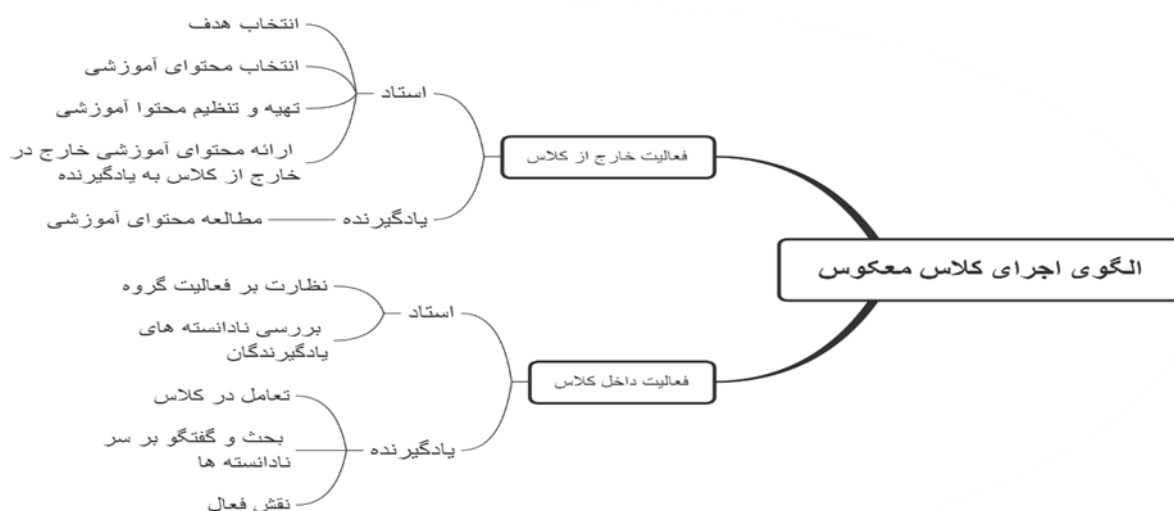 الگوی اجرای کلاس معکوس
فعالیت خارج از کلاس
استاد
انتخاب هدف
انتخاب محتوای آموزشی
تهیه و تنظیم محتوا آموزشی
ارائه محتوای آموزشی خارج در
خارج از کلاس به یادگیرنده
یادگیرنده
مطالعه محتوای آموزشی
فعالیت داخل کلاس
استاد
نظارت بر فعالیت گروه
بررسی نادانسته های
یادگیرندگان
یادگیرنده
تعامل در کلاس
بحث و گفتگو بر سر
نادانسته ها
نقش فعال